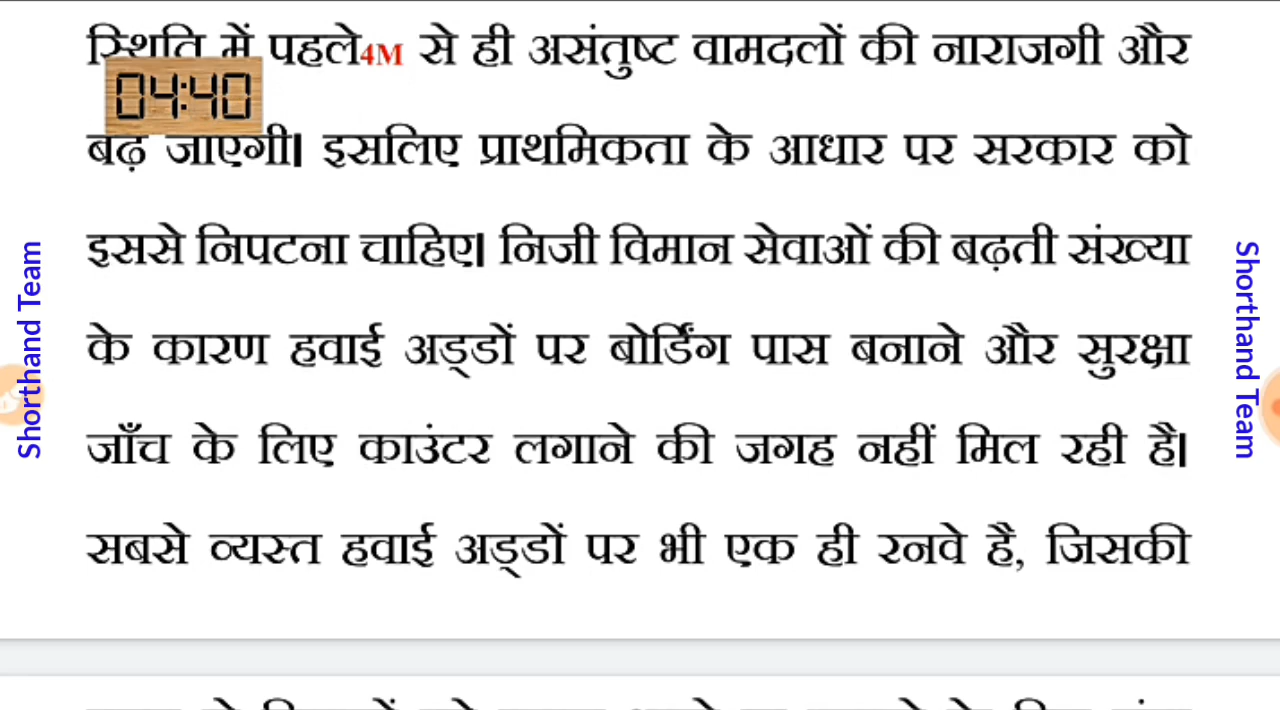 स्थिति में पहले4M से ही असंतुष्ट वामदलों की नाराजगी और
04:40
बढ़ जाएगी। इसलिए प्राथमिकता के आधार पर सरकार को
इससे निपटना चाहिए। निजी विमान सेवाओं की बढ़ती संख्या
के कारण हवाई अड्डों पर बोर्डिंग पास बनाने और सुरक्षा
जाँच के लिए काउंटर लगाने की जगह नहीं मिल रही है।
सबसे व्यस्त हवाई अड्डों पर भी एक ही रनवे है, जिसकी
Shorthand Team
Shorthand Team